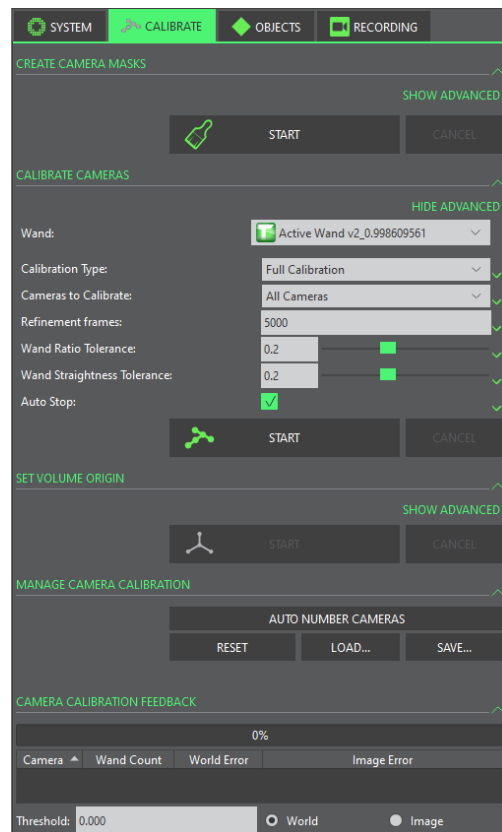 SYSTEM CALIBRATE OBJECTS RECORDING
CREATE CAMERA MASKS
SHOW ADVANCED
START CANCEL
CALIBRATE CAMERAS
HIDE ADVANCED
Wand: Active Wand v2_0.998609561
Calibration Type: Full Calibration
Cameras to Calibrate: All Cameras
Refinement frames: 5000
Wand Ratio Tolerance: 0.2
Wand Straightness Tolerance: 0.2
Auto Stop:
START CANCEL
SET VOLUME ORIGIN
SHOW ADVANCED
START CANCEL
MANAGE CAMERA CALIBRATION
AUTO NUMBER CAMERAS
RESET LOAD... SAVE...
CAMERA CALIBRATION FEEDBACK
0%
Camera Wand Count World Error Image Error
Threshold: 0.000 World Image